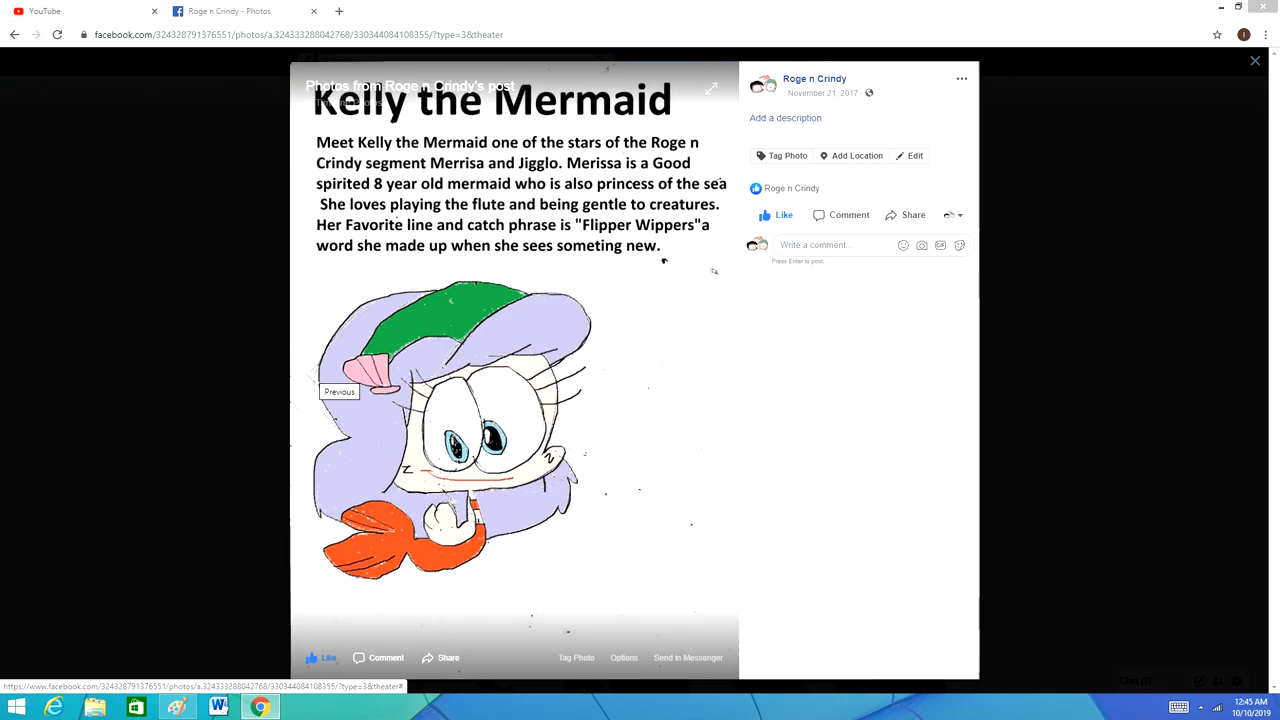 YouTube
Roge n Crindy - Photos
facebook.com/324328791376551/photos/a.324333288042768/330344084108355/?type=3&theater
I
Photos from Roge n Crindy's post
Kelly the Mermaid
Meet Kelly the Mermaid one of the stars of the Roge n
Crindy segment Merrisa and Jigglo. Merissa is a Good
spirited 8 year old mermaid who is also princess of the sea
She loves playing the flute and being gentle to creatures.
Her Favorite line and catch phrase is "Flipper Wippers"a
word she made up when she sees someting new.
Previous
Like Comment Share
Tag Photo Options Send in Messenger
Roge n Crindy
November 21, 2017
Add a description
Tag Photo Add Location Edit
Roge n Crindy
Like Comment Share
Write a comment...
GIF
Press Enter to post.
https://www.facebook.com/324328791376551/photos/a.324333288042768/330344084108355/?type=3&theater#
12:45 AM
10/10/2019